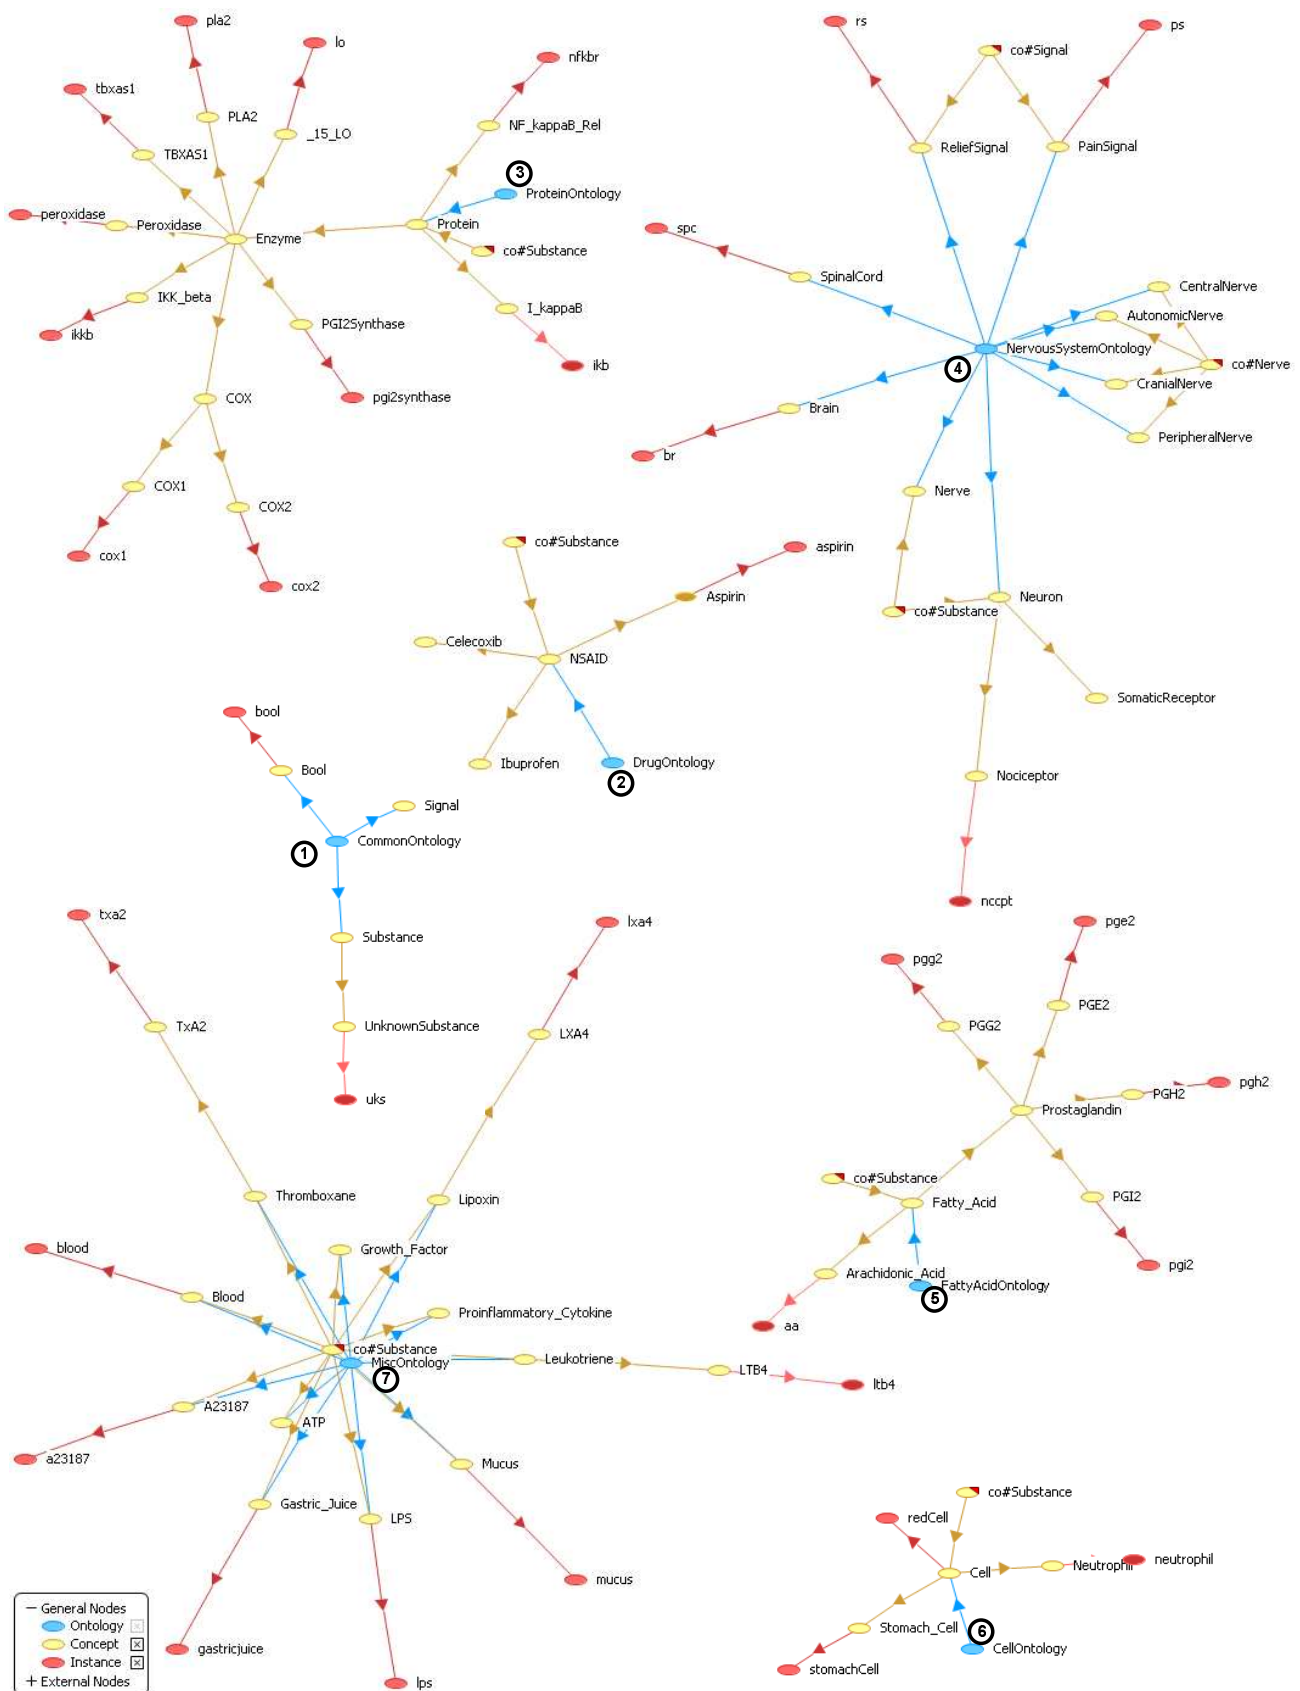 pla2
lo
tbxas1
PLA2
_15_LO
TBXAS1
peroxidase
Peroxidase
Enzyme
IKK_beta
ikkb
PGI2Synthase
pgi2synthase
COX
COX1
COX2
cox1
cox2
nfkbr
NF_kappaB_Rel
3
ProteinOntology
Protein
co#Substance
I_kappaB
ikb
rs
co#Signal
ps
ReliefSignal
PainSignal
spc
SpinalCord
CentralNerve
AutonomicNerve
NervousSystemOntology
4
co#Nerve
CranialNerve
Brain
PeripheralNerve
br
Nerve
Neuron
co#Substance
SomaticReceptor
Nociceptor
nccpt
co#Substance
aspirin
Aspirin
Celecoxib
NSAID
Ibuprofen
DrugOntology
2
bool
Bool
Signal
CommonOntology
1
Substance
UnknownSubstance
uks
txa2
lxa4
TxA2
LXA4
Thromboxane
Lipoxin
blood
Growth_Factor
Blood
Proinflammatory_Cytokine
co#Substance
MiscOntology
7
Leukotriene
LTB4
ltb4
A23187
ATP
a23187
Mucus
Gastric_Juice
LPS
mucus
gastricjuice
lps
pgg2
pge2
PGG2
PGE2
pgh2
PGH2
Prostaglandin
co#Substance
Fatty_Acid
PGI2
pgi2
Arachidonic_Acid
FattyAcidOntology
5
aa
co#Substance
redCell
Cell
Neutrophil
neutrophil
Stomach_Cell
6
CellOntology
stomachCell
General Nodes
Ontology
Concept
Instance
External Nodes